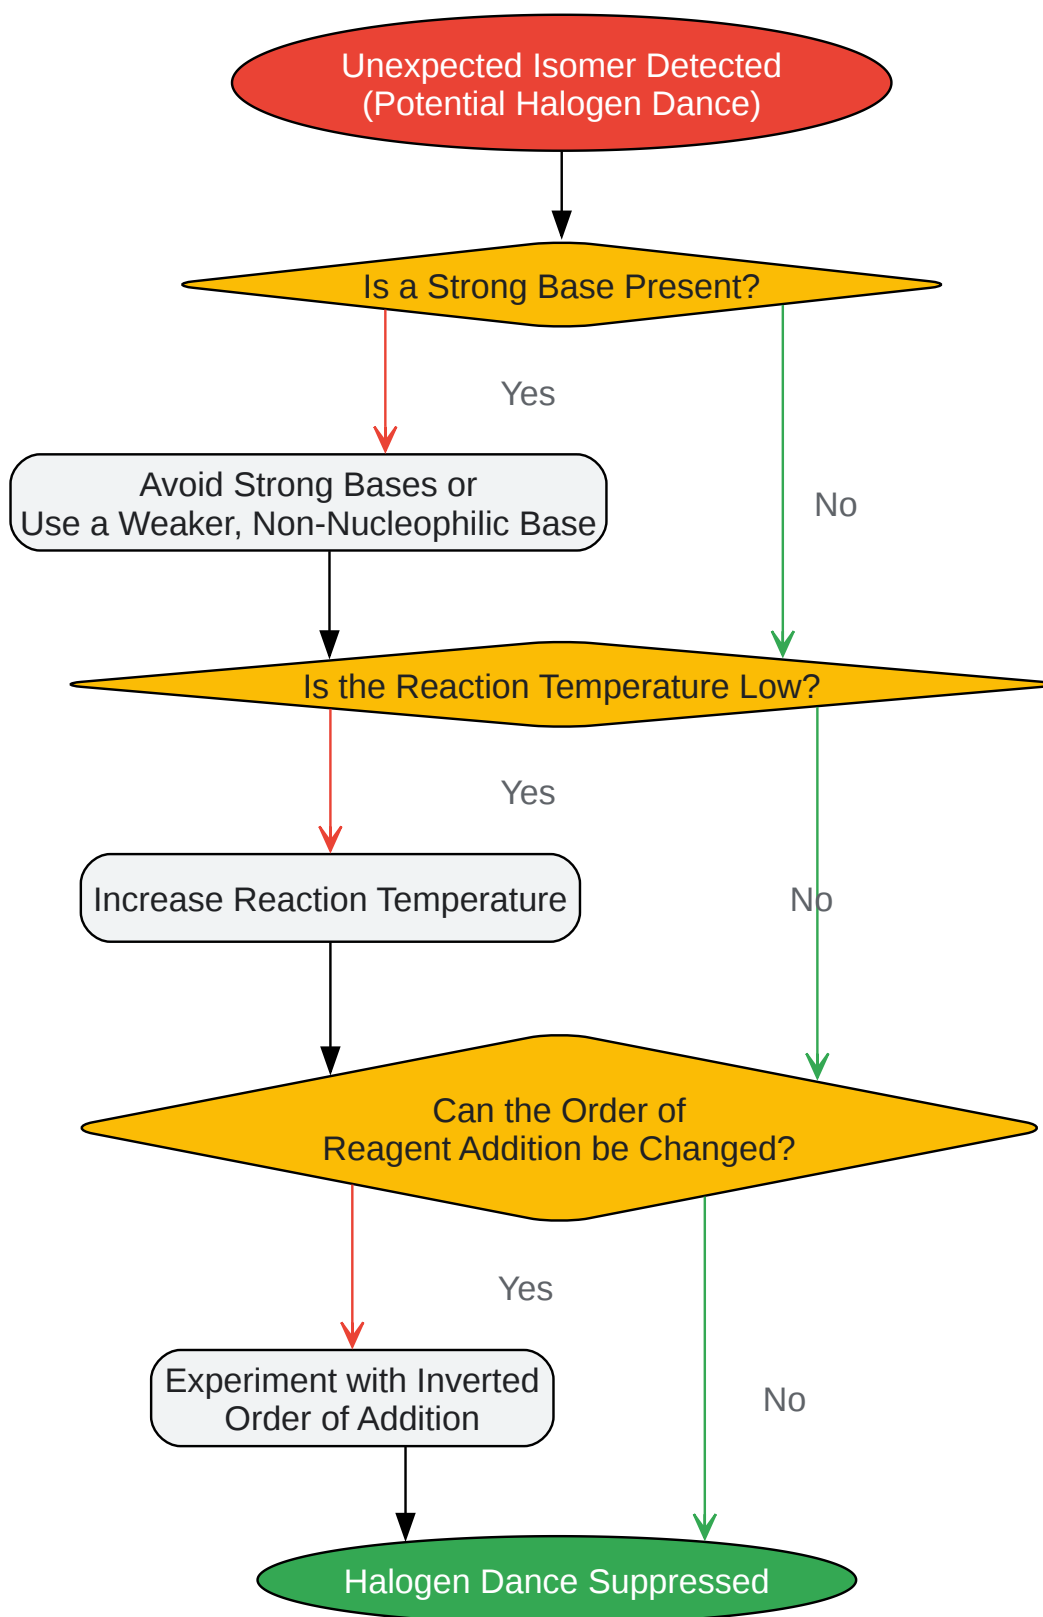 Unexpected Isomer Detected
(Potential Halogen Dance)
Is a Strong Base Present?
Yes
Avoid Strong Bases or
Use a Weaker, Non-Nucleophilic Base
No
Is the Reaction Temperature Low?
Yes
Increase Reaction Temperature
No
Can the Order of
Reagent Addition be Changed?
Yes
Experiment with Inverted
Order of Addition
No
Halogen Dance Suppressed